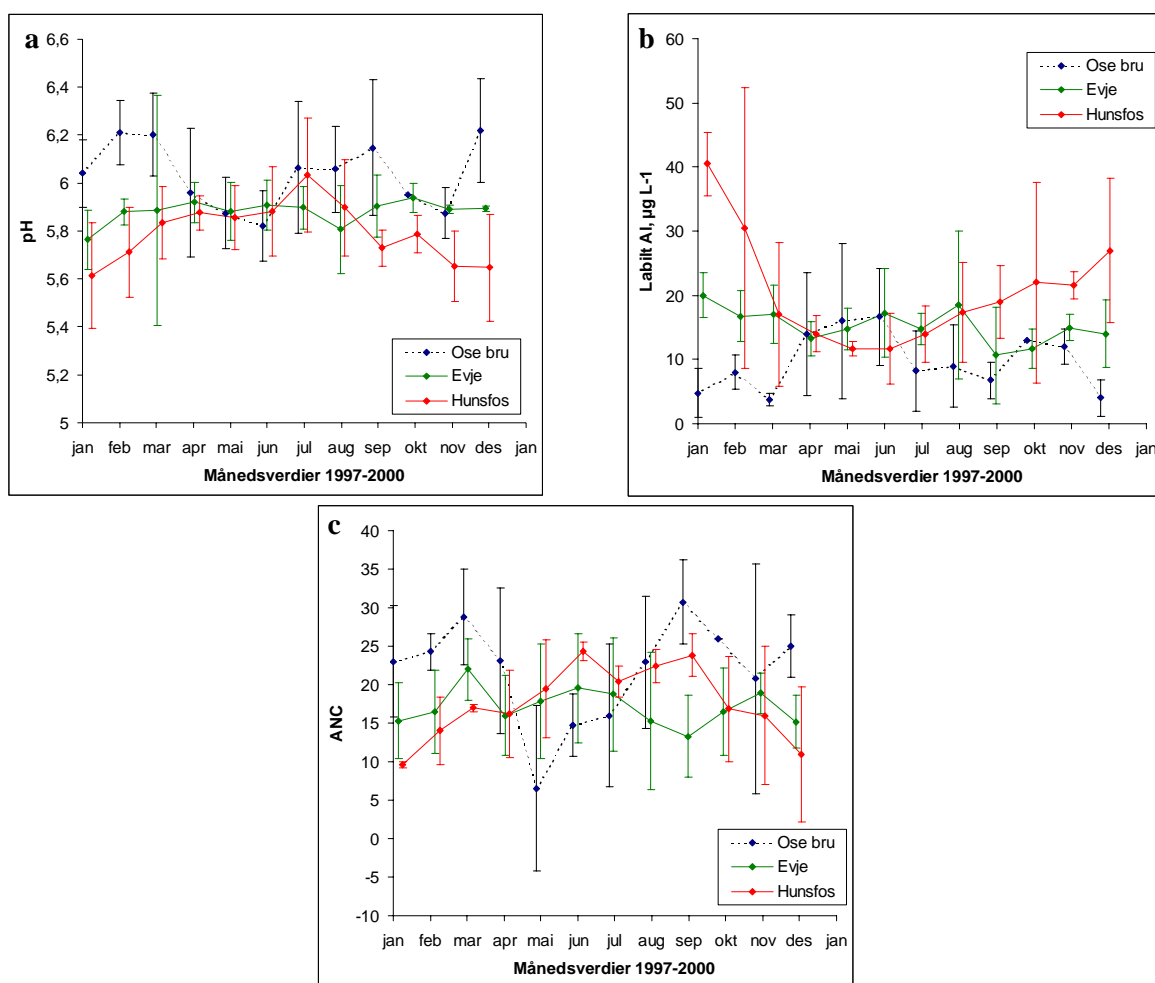 a
6,6
6,4
6,2
6
5,8
5,6
5,4
5,2
5
pH
Ose bru
Evje
Hunsfos
jan feb mar apr mai jun jul aug sep okt nov des jan
Månedsverdier 1997-2000
b
60
50
40
30
20
10
0
Labilt Al, µg L-1
Ose bru
Evje
Hunsfos
jan feb mar apr mai jun jul aug sep okt nov des jan
Månedsverdier 1997-2000
c
40
35
30
25
20
15
10
5
0
-5
-10
ANC
Ose bru
Evje
Hunsfos
jan feb mar apr mai jun jul aug sep okt nov des jan
Månedsverdier 1997-2000